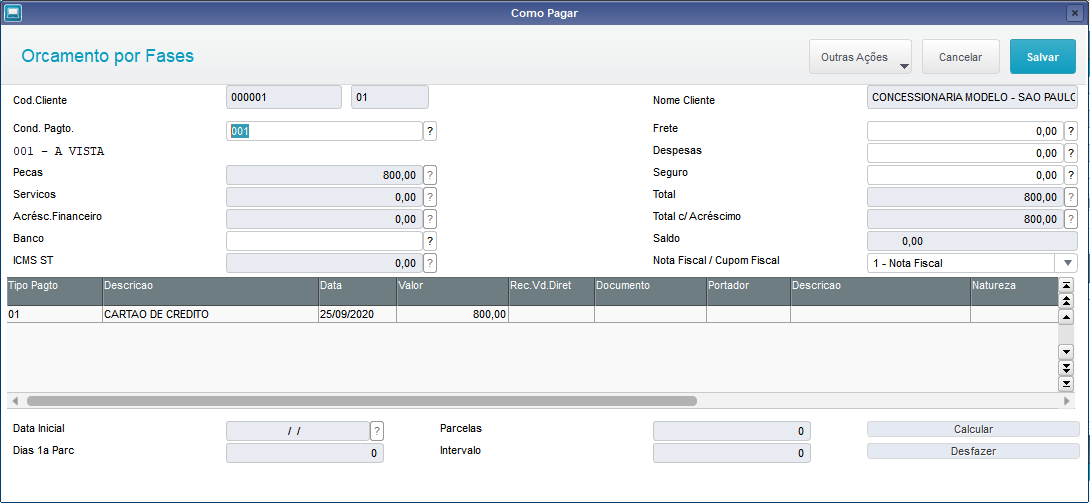 Como Pagar
Orcamento por Fases
Outras Ações
Cancelar
Salvar
Cod.Cliente 000001 01 Nome Cliente CONCESSIONARIA MODELO - SAO PAULO
Cond. Pagto. 001 ? Frete 0,00 ?
001 - A VISTA Despesas 0,00 ?
Pecas 800,00 ? Seguro 0,00 ?
Servicos 0,00 ? Total 800,00 ?
Acrésc.Financeiro 0,00 ? Total c/ Acréscimo 800,00 ?
Banco ? Saldo 0,00
ICMS ST 0,00 ? Nota Fiscal / Cupom Fiscal 1 - Nota Fiscal
Tipo Pagto Descricao Data Valor Rec.Vd.Diret Documento Portador Descricao Natureza
01 CARTAO DE CREDITO 25/09/2020 800,00
Data Inicial / / ? Parcelas 0 Calcular
Dias 1a Parc 0 Intervalo 0 Desfazer